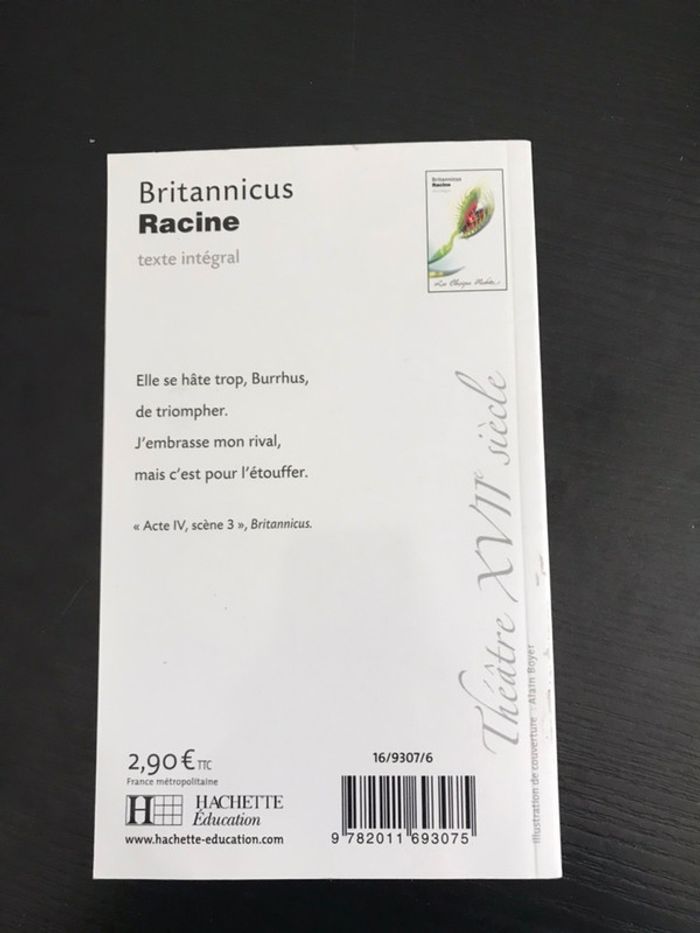 Britannicus
Racine
texte intégral
Britannicus
Racine
Elle se hâte trop, Burrhus,
de triompher.
J'embrasse mon rival,
mais c'est pour l'étouffer.
« Acte IV, scène 3 », Britannicus.
Théâtre XVIIe siècle
Illustration de couverture : Alain Boyer
2,90 € TTC
France métropolitaine
HACHETTE
Éducation
www.hachette-education.com
16/9307/6
9 782011 693075